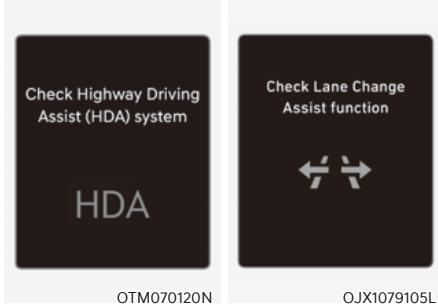 Check Highway Driving
Assist (HDA) system
HDA
OTM070120N
Check Lane Change
Assist function
OJX1079105L